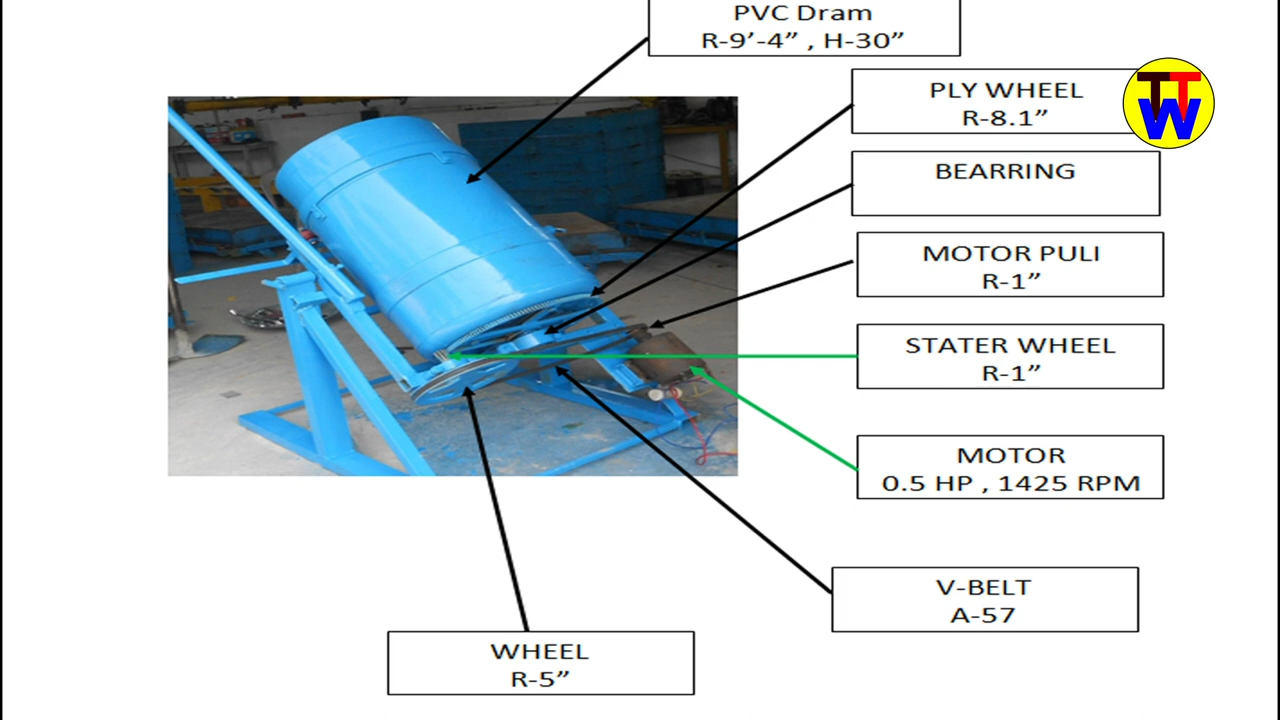 PVC Dram
R-9’-4” , H-30”
PLY WHEEL
R-8.1”
TTW
BEARRING
MOTOR PULI
R-1”
STATER WHEEL
R-1”
MOTOR
0.5 HP , 1425 RPM
V-BELT
A-57
WHEEL
R-5”